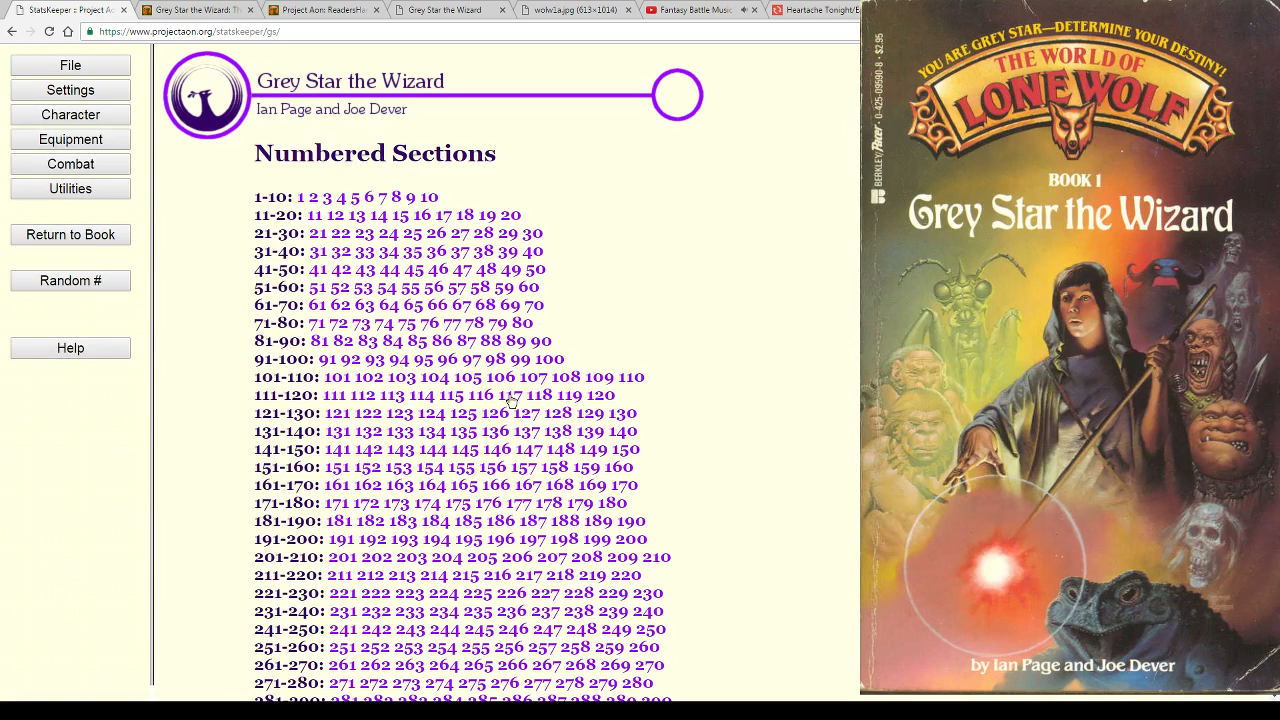 StatsKeeper :: Project A
Grey Star the Wizard: Th
Project Aon: ReadersHan
Grey Star the Wizard
wolw1a.jpg (613×1014)
Fantasy Battle Music
Heartache Tonight/E
https://www.projectaon.org/statskeeper/gs/
File
Settings
Character
Equipment
Combat
Utilities
Return to Book
Random #
Help
Grey Star the Wizard
Ian Page and Joe Dever
Numbered Sections
1-10: 1 2 3 4 5 6 7 8 9 10
11-20: 11 12 13 14 15 16 17 18 19 20
21-30: 21 22 23 24 25 26 27 28 29 30
31-40: 31 32 33 34 35 36 37 38 39 40
41-50: 41 42 43 44 45 46 47 48 49 50
51-60: 51 52 53 54 55 56 57 58 59 60
61-70: 61 62 63 64 65 66 67 68 69 70
71-80: 71 72 73 74 75 76 77 78 79 80
81-90: 81 82 83 84 85 86 87 88 89 90
91-100: 91 92 93 94 95 96 97 98 99 100
101-110: 101 102 103 104 105 106 107 108 109 110
111-120: 111 112 113 114 115 116 117 118 119 120
121-130: 121 122 123 124 125 126 127 128 129 130
131-140: 131 132 133 134 135 136 137 138 139 140
141-150: 141 142 143 144 145 146 147 148 149 150
151-160: 151 152 153 154 155 156 157 158 159 160
161-170: 161 162 163 164 165 166 167 168 169 170
171-180: 171 172 173 174 175 176 177 178 179 180
181-190: 181 182 183 184 185 186 187 188 189 190
191-200: 191 192 193 194 195 196 197 198 199 200
201-210: 201 202 203 204 205 206 207 208 209 210
211-220: 211 212 213 214 215 216 217 218 219 220
221-230: 221 222 223 224 225 226 227 228 229 230
231-240: 231 232 233 234 235 236 237 238 239 240
241-250: 241 242 243 244 245 246 247 248 249 250
251-260: 251 252 253 254 255 256 257 258 259 260
261-270: 261 262 263 264 265 266 267 268 269 270
271-280: 271 272 273 274 275 276 277 278 279 280
281-290: 281 282 283 284 285 286 287 288 289 290
YOU ARE GREY STAR—DETERMINE YOUR DESTINY!
THE WORLD OF
LONE WOLF
BOOK 1
Grey Star the Wizard
by Ian Page and Joe Dever
BERKLEY/Pacer • 0-425-09590-8 • $2.95